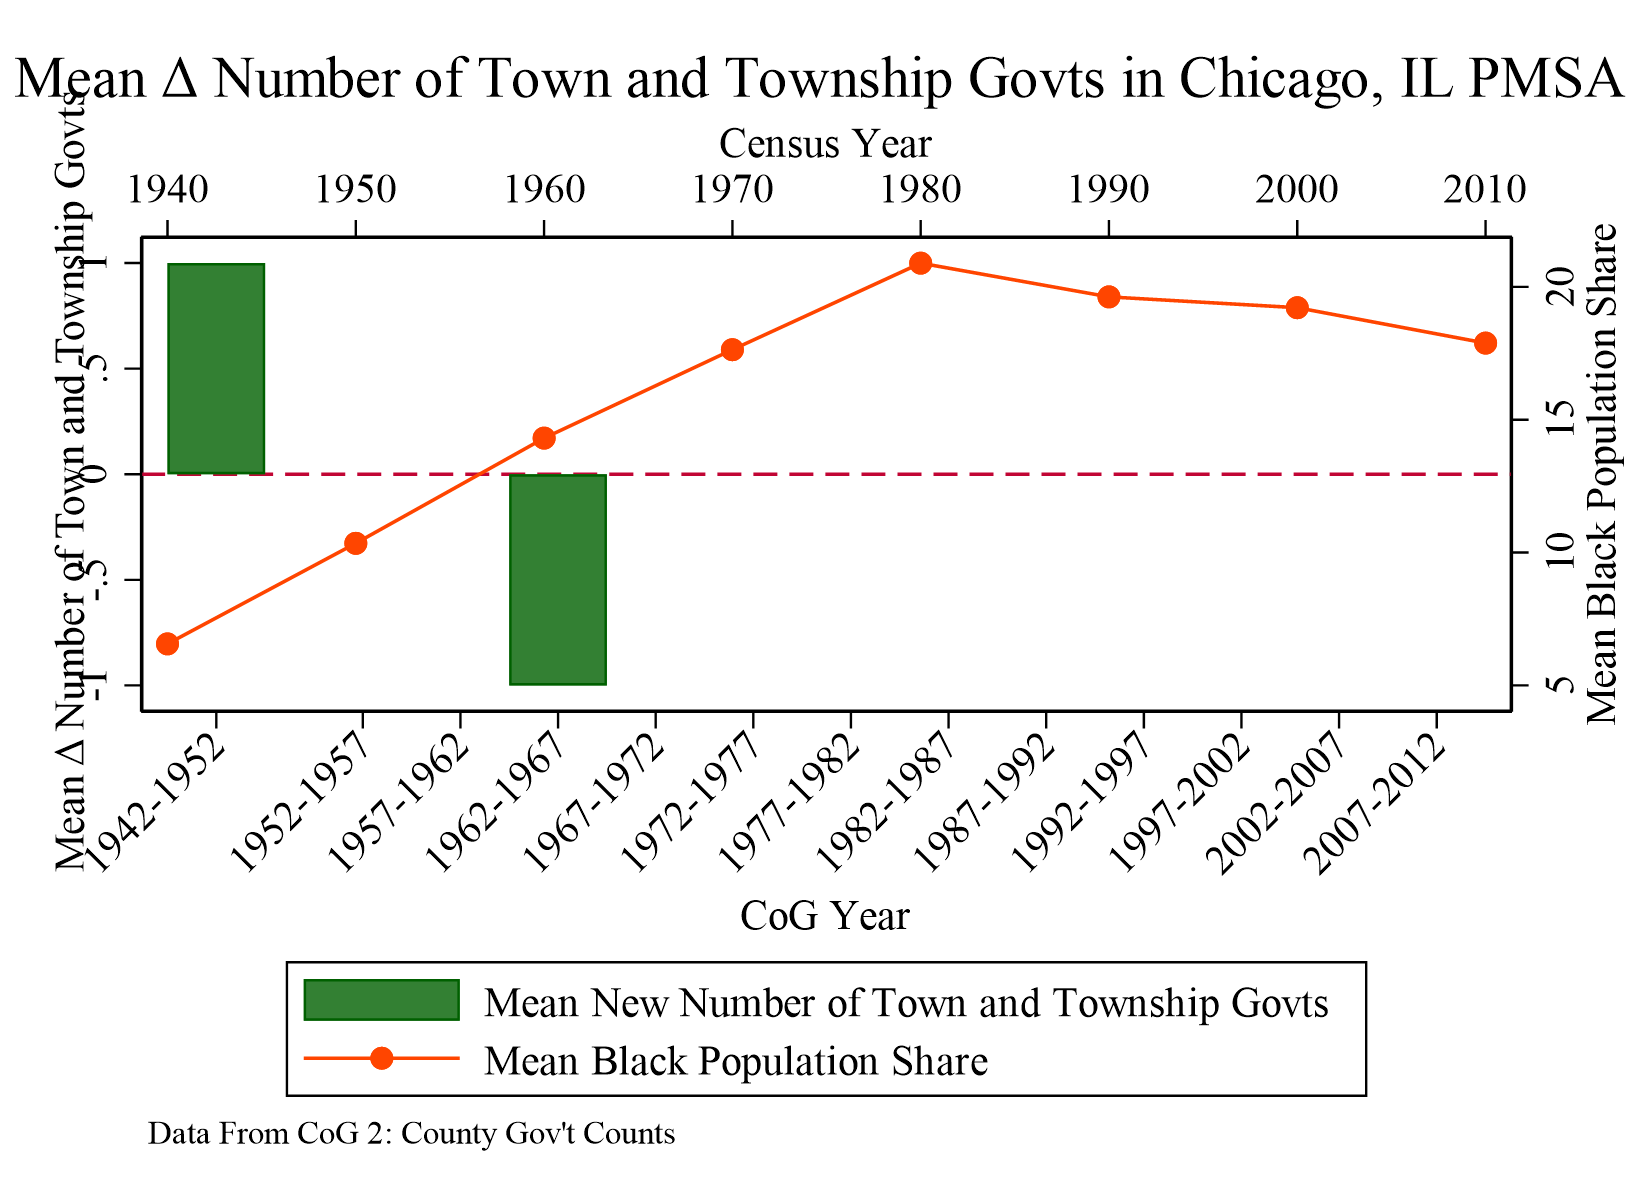 Mean Δ Number of Town and Township Govts in Chicago, IL PMSA
Census Year
1940 1950 1960 1970 1980 1990 2000 2010
Mean Δ Number of Town and Township Govts
1
.5
0
-.5
-1
20
15
10
5
Mean Black Population Share
1942-1952 1952-1957 1957-1962 1962-1967 1967-1972 1972-1977 1977-1982 1982-1987 1987-1992 1992-1997 1997-2002 2002-2007 2007-2012
CoG Year
Mean New Number of Town and Township Govts
Mean Black Population Share
Data From CoG 2: County Gov't Counts